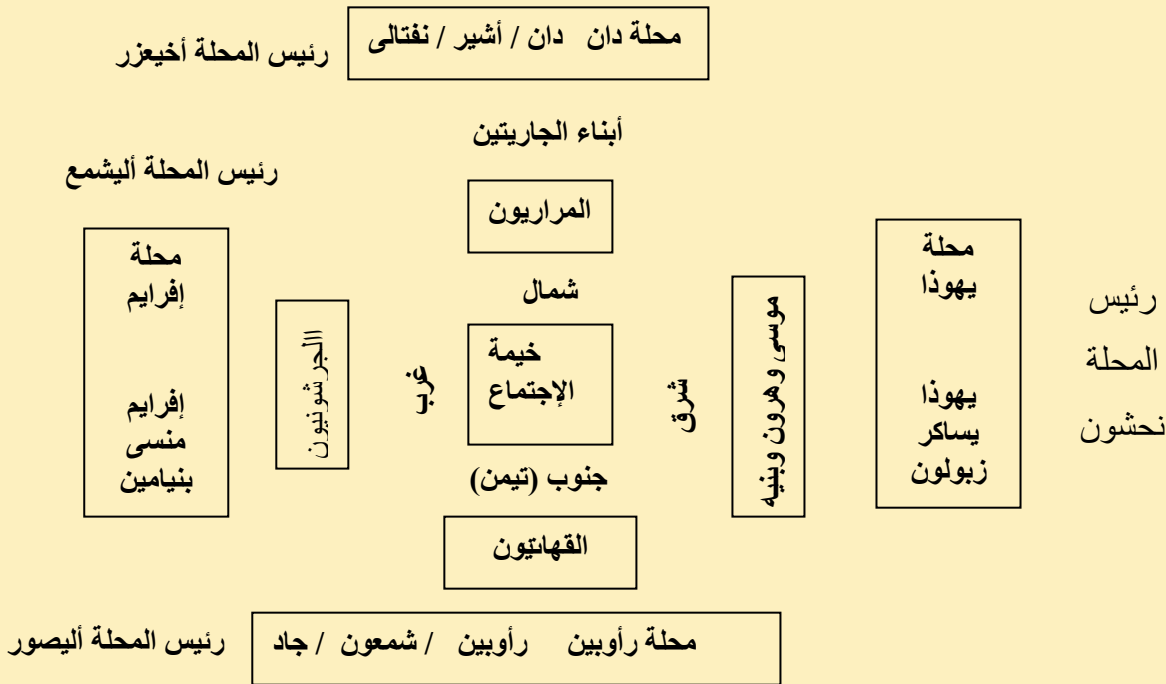 محلة دان   دان / أشير / نفتالى
رئيس المحلة أخيعزر
أبناء الجاريتين
رئيس المحلة أليشمع
المراريون
محلة
يهوذا
يهوذا
يساكر
زبولون
رئيس
المحلة
نحشون
موسى وهرون وبنيه
شرق
شمال
خيمة
الإجتماع
جنوب (تيمن)
غرب
االجرشونيون
محلة
إفرايم
إفرايم
منسى
بنيامين
القهاتيون
محلة رأوبين   رأوبين / شمعون / جاد
رئيس المحلة أليصور